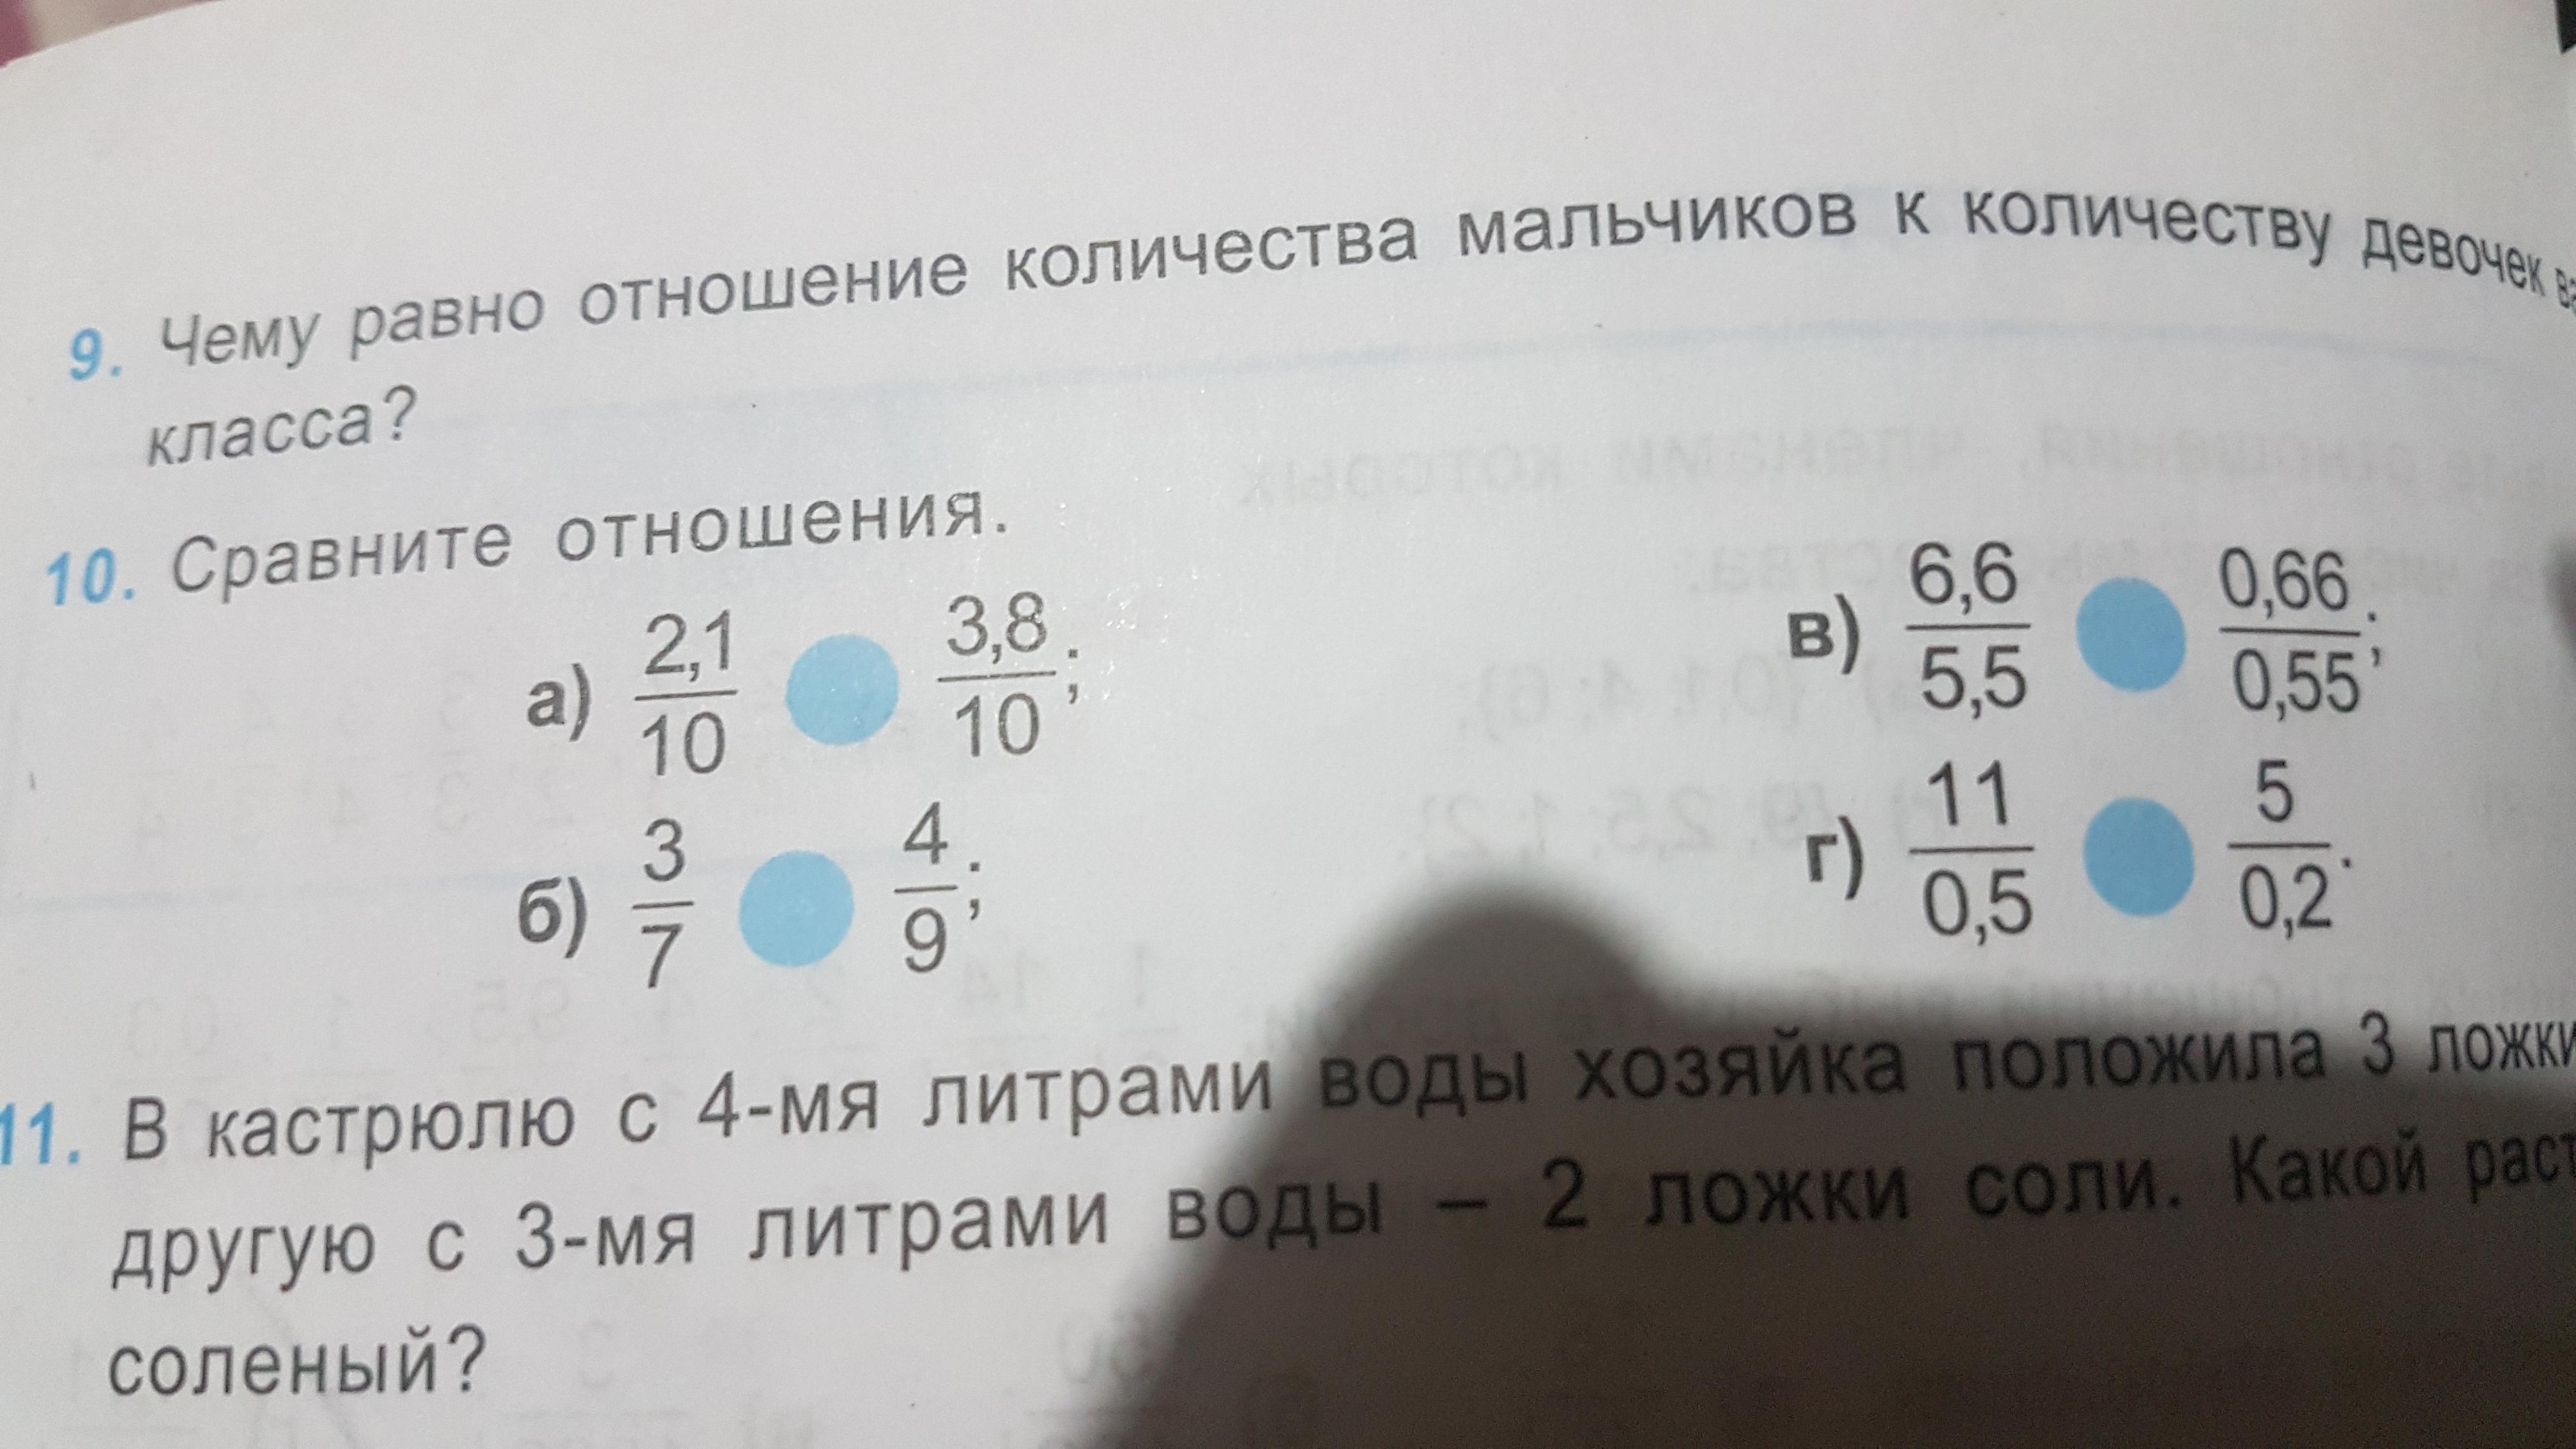 9. Чему равно отношение количества мальчиков к количеству девочек
класса?
10. Сравните отношения.
а) 2,1/10 3,8/10; в) 6,6/5,5 0,66/0,55;
б) 3/7 4/9; г) 11/0,5 5/0,2.
11. В кастрюлю с 4-мя литрами воды хозяйка положила 3 ложки
другую с 3-мя литрами воды – 2 ложки соли. Какой
соленый?